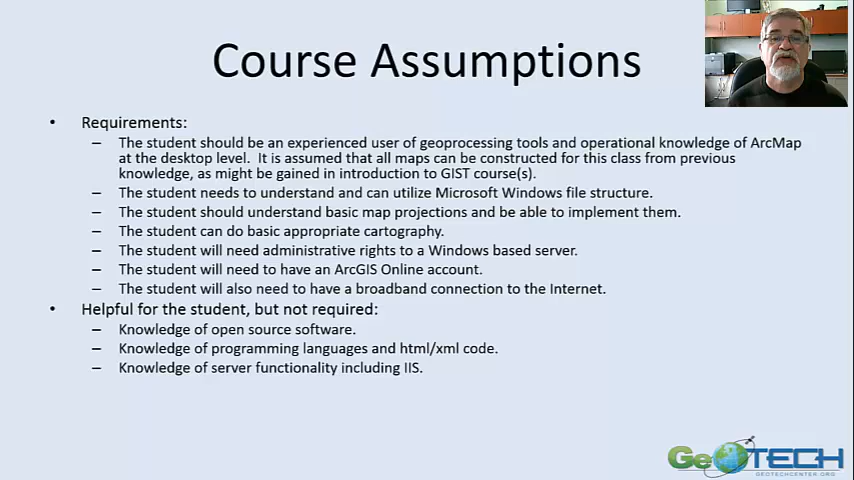 Course Assumptions
• Requirements:
– The student should be an experienced user of geoprocessing tools and operational knowledge of ArcMap
at the desktop level. It is assumed that all maps can be constructed for this class from previous
knowledge, as might be gained in introduction to GIST course(s).
– The student needs to understand and can utilize Microsoft Windows file structure.
– The student should understand basic map projections and be able to implement them.
– The student can do basic appropriate cartography.
– The student will need administrative rights to a Windows based server.
– The student will need to have an ArcGIS Online account.
– The student will also need to have a broadband connection to the Internet.
• Helpful for the student, but not required:
– Knowledge of open source software.
– Knowledge of programming languages and html/xml code.
– Knowledge of server functionality including IIS.
GeoTECH
GEOTECHCENTER.ORG